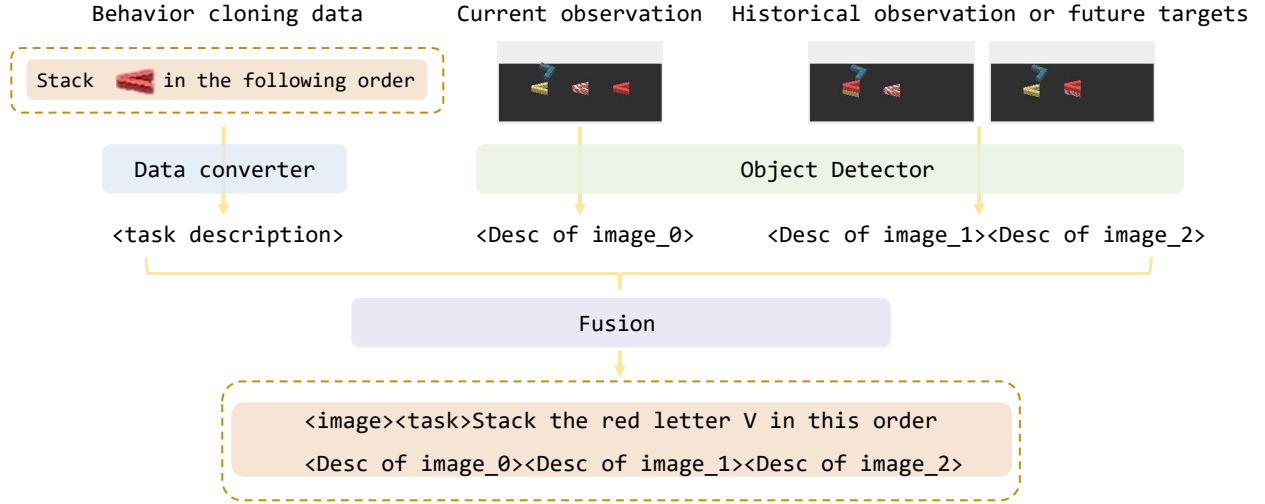 Behavior cloning data
Current observation
Historical observation or future targets
Stack in the following order
Data converter
Object Detector
<task description>
<Desc of image_0>
<Desc of image_1><Desc of image_2>
Fusion
<image><task>Stack the red letter V in this order
<Desc of image_0><Desc of image_1><Desc of image_2>